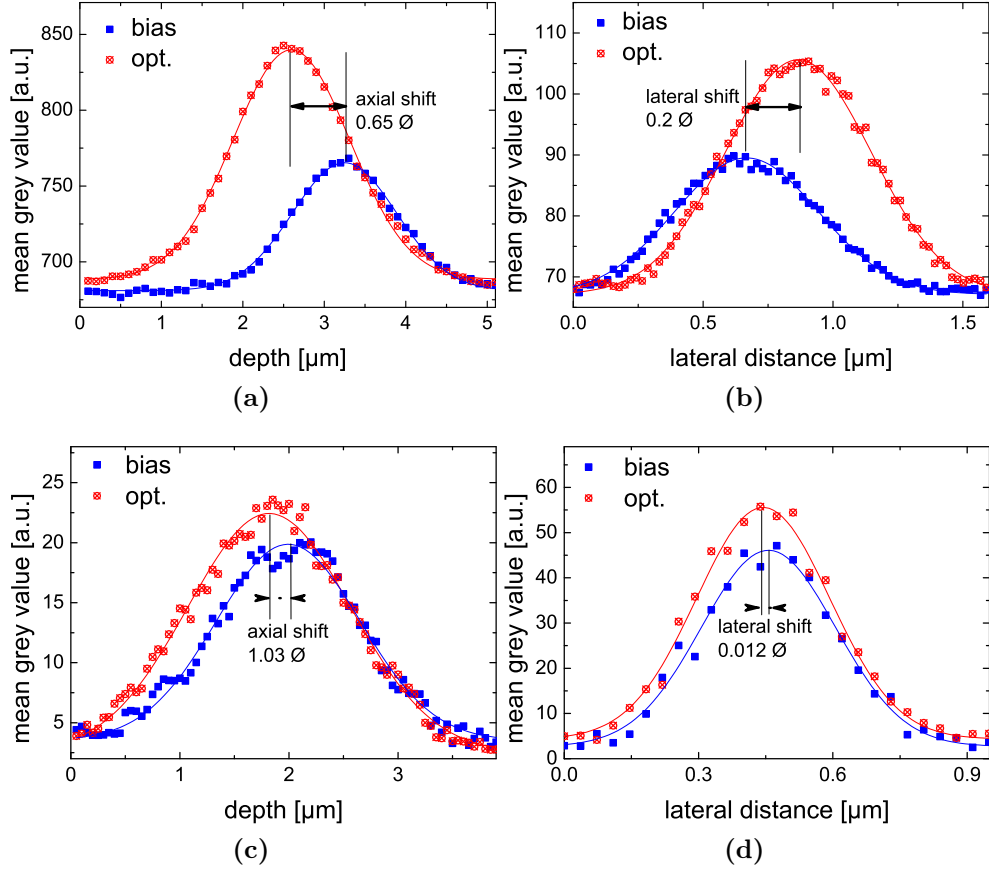 bias
opt.
axial shift
0.65 Ø
mean grey value [a.u.]
850
800
750
700
0 1 2 3 4 5
depth [µm]
(a)
bias
opt.
lateral shift
0.2 Ø
mean grey value [a.u.]
110
100
90
80
70
0.0 0.5 1.0 1.5
lateral distance [µm]
(b)
bias
opt.
axial shift
1.03 Ø
mean grey value [a.u.]
25
20
15
10
5
0 1 2 3
depth [µm]
(c)
bias
opt.
lateral shift
0.012 Ø
mean grey value [a.u.]
60
50
40
30
20
10
0
0.0 0.3 0.6 0.9
lateral distance [µm]
(d)